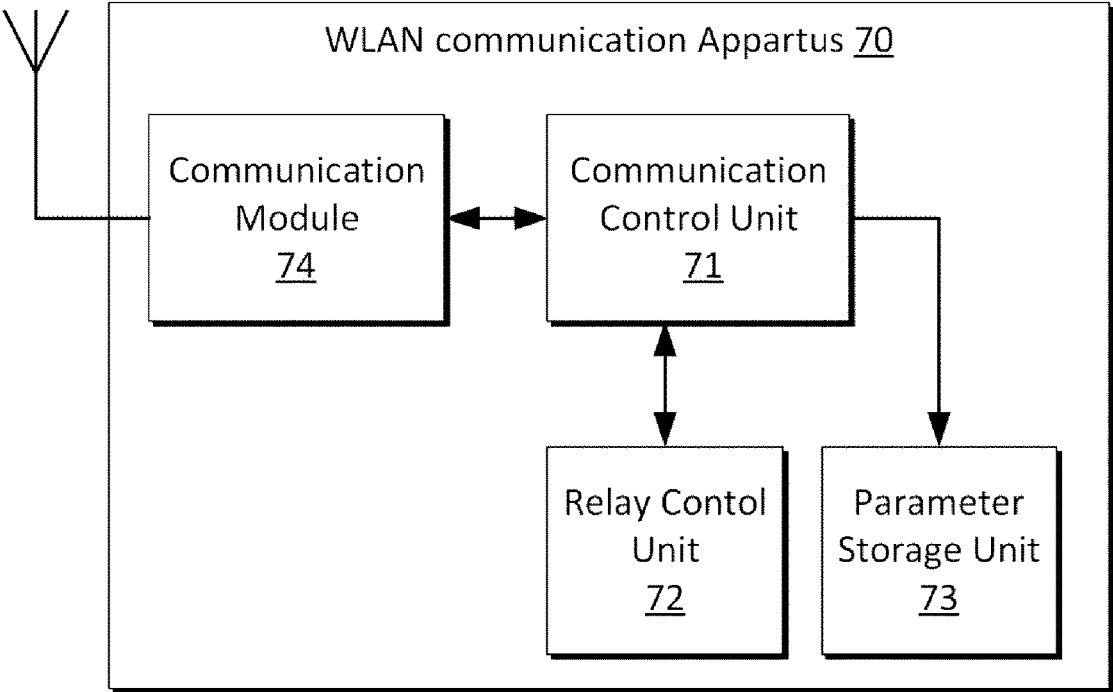 WLAN communication Appartus 70
Communication
Module
74
Communication
Control Unit
71
Relay Contol
Unit
72
Parameter
Storage Unit
73